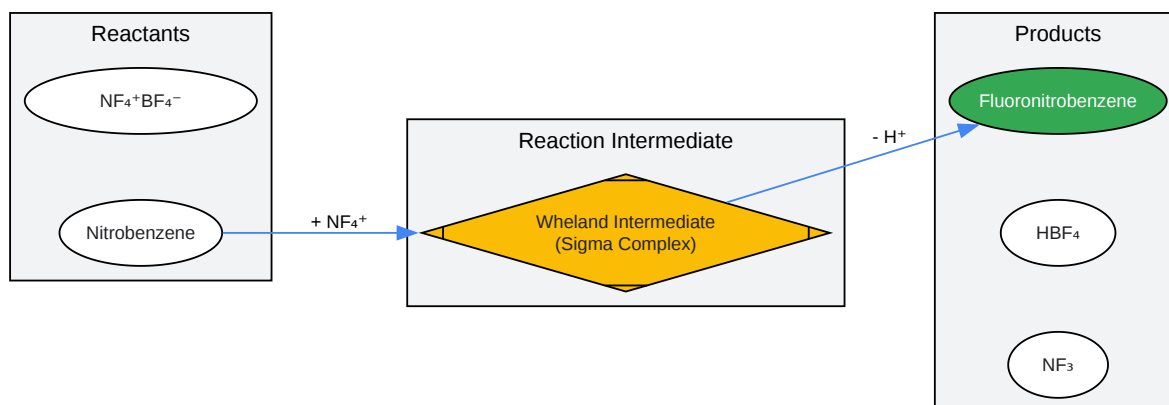 Reactants
NF₄⁺BF₄⁻
Nitrobenzene
+ NF₄⁺
Reaction Intermediate
Wheland Intermediate
(Sigma Complex)
- H⁺
Products
Fluoronitrobenzene
HBF₄
NF₃